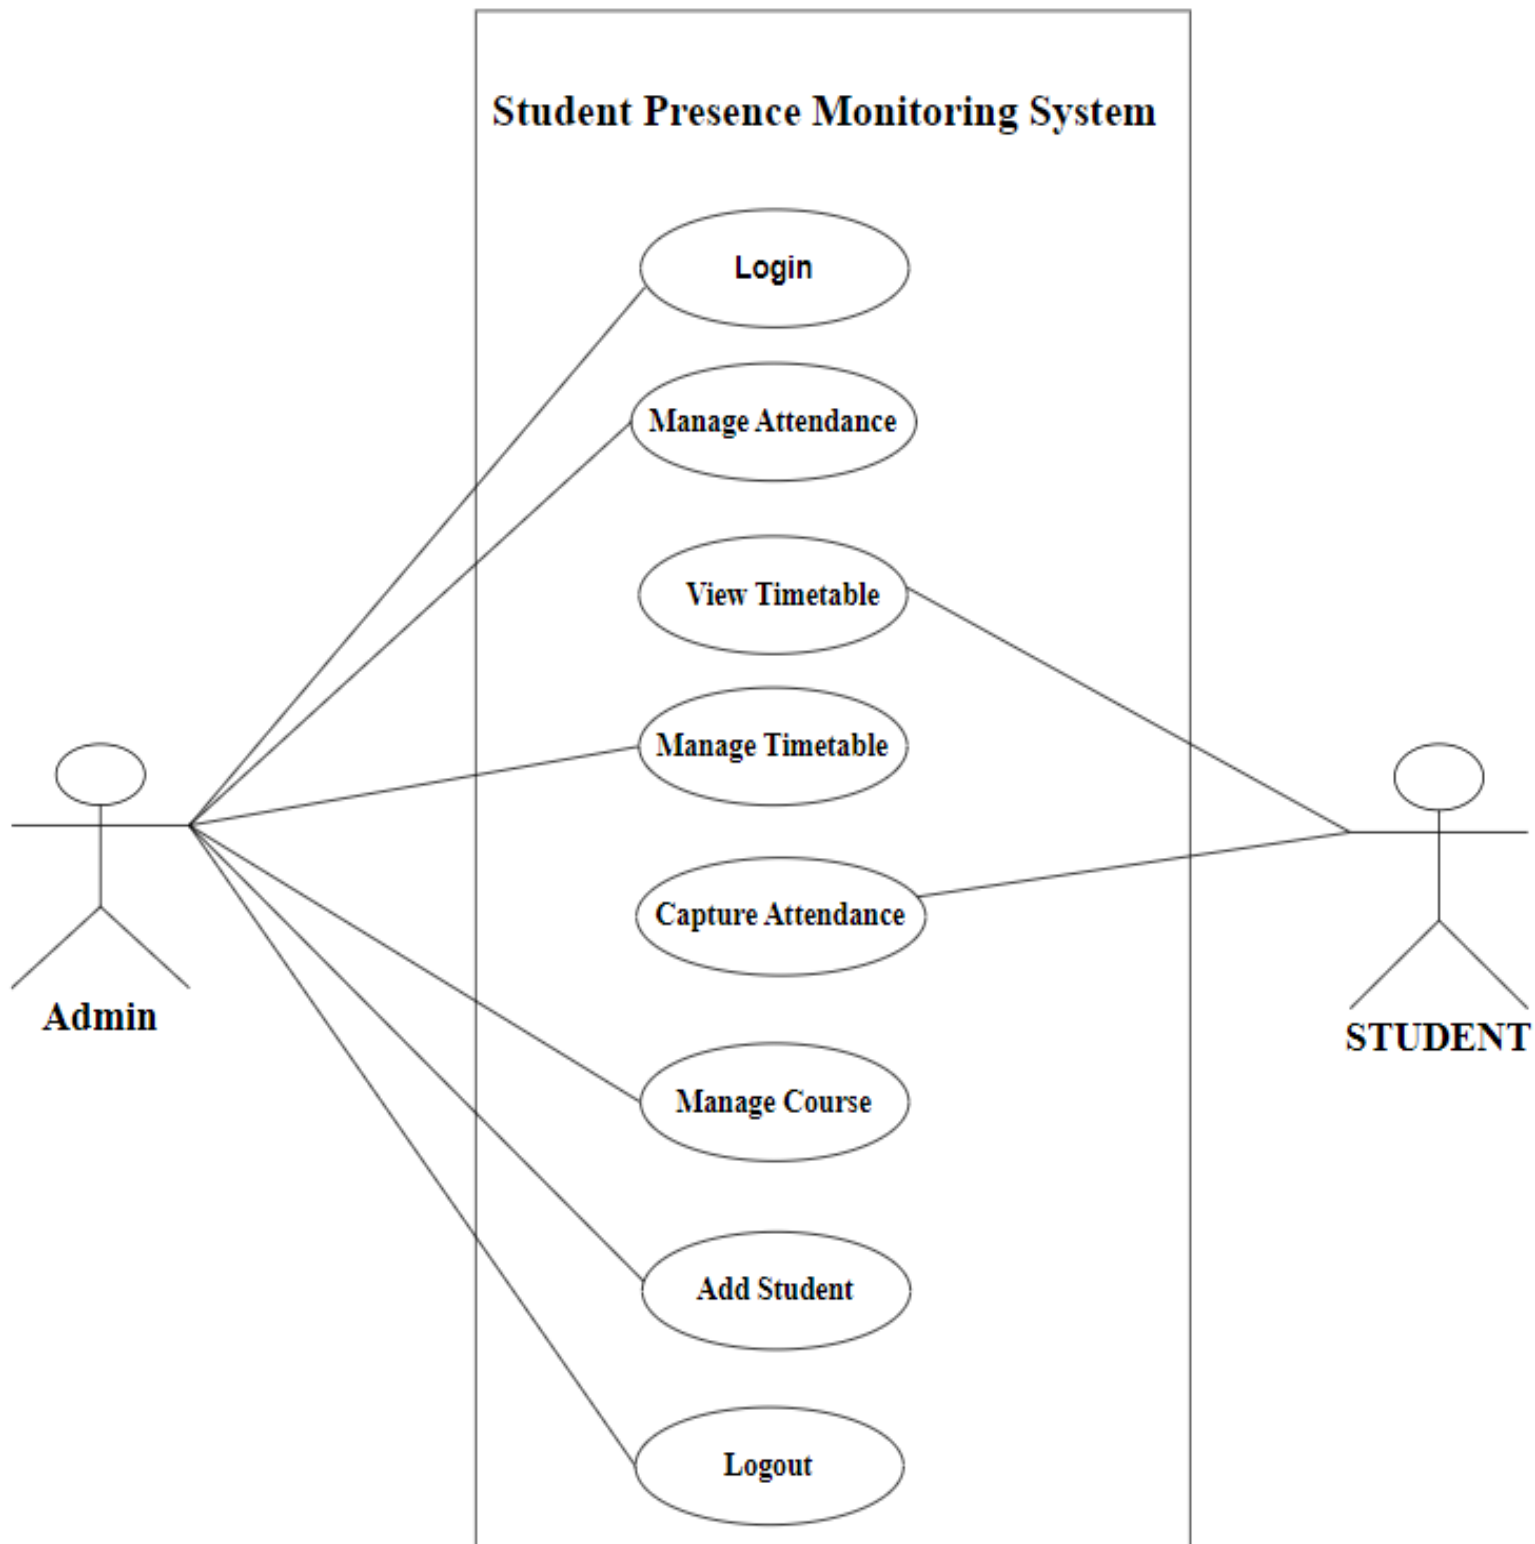 Student Presence Monitoring System
Login
Manage Attendance
View Timetable
Manage Timetable
Capture Attendance
Admin
STUDENT
Manage Course
Add Student
Logout